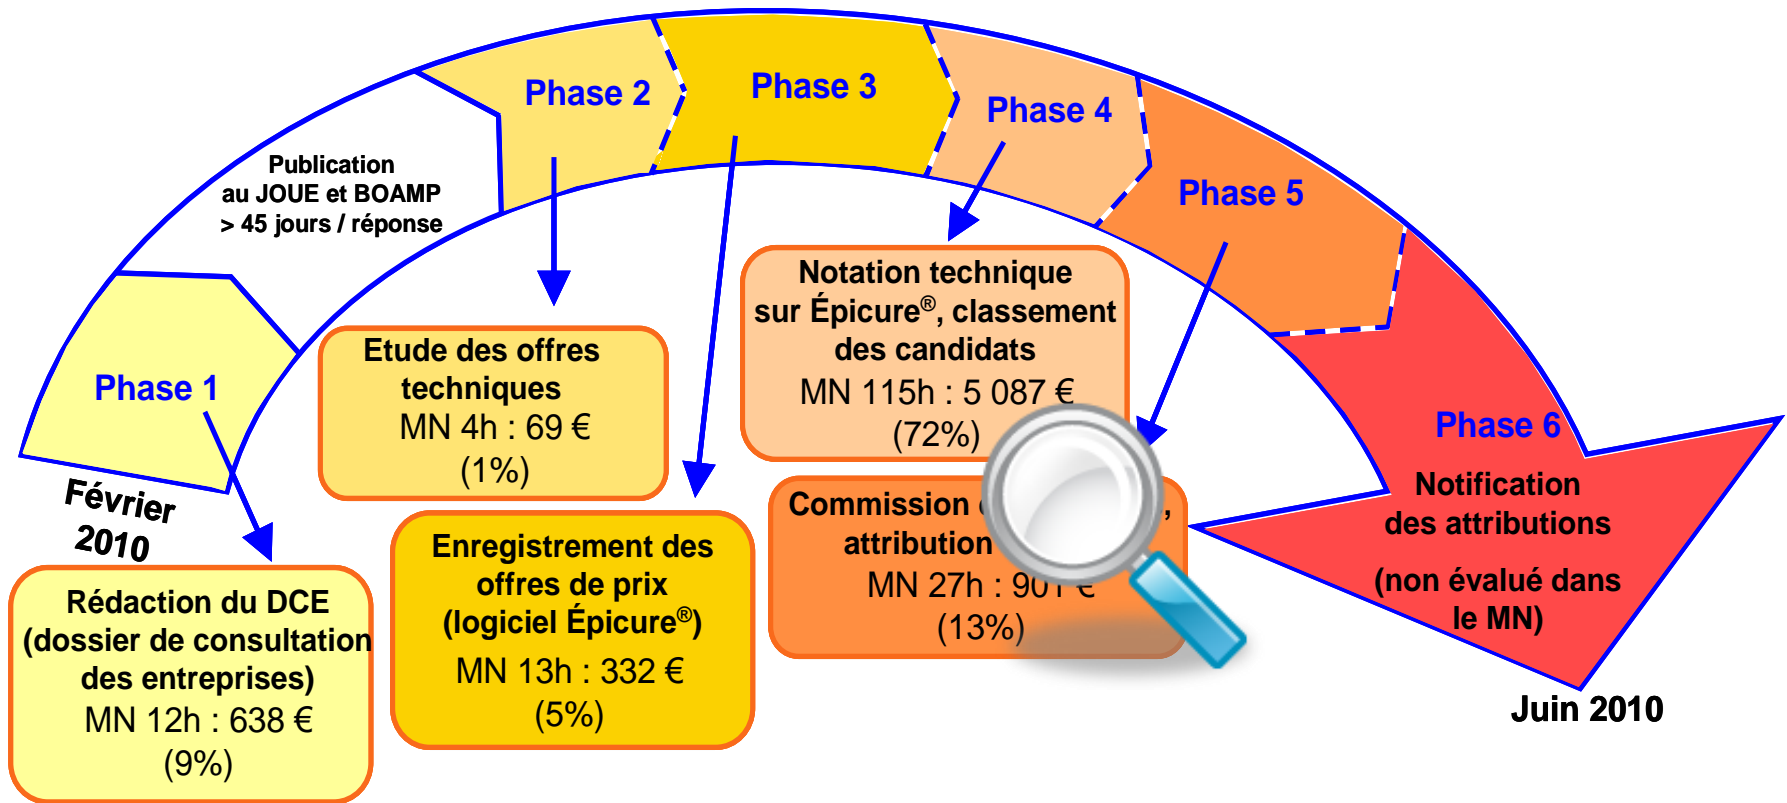 Phase 1
Publication
au JOUE et BOAMP
> 45 jours / réponse
Phase 2
Phase 3
Phase 4
Phase 5
Phase 6
Notification
des attributions
(non évalué dans
le MN)
Février
2010
Juin 2010
Rédaction du DCE
(dossier de consultation
des entreprises)
MN 12h : 638 €
(9%)
Etude des offres
techniques
MN 4h : 69 €
(1%)
Enregistrement des
offres de prix
(logiciel Épicure®)
MN 13h : 332 €
(5%)
Notation technique
sur Épicure®, classement
des candidats
MN 115h : 5 087 €
(72%)
Commission
attribution
MN 27h : 901 €
(13%)